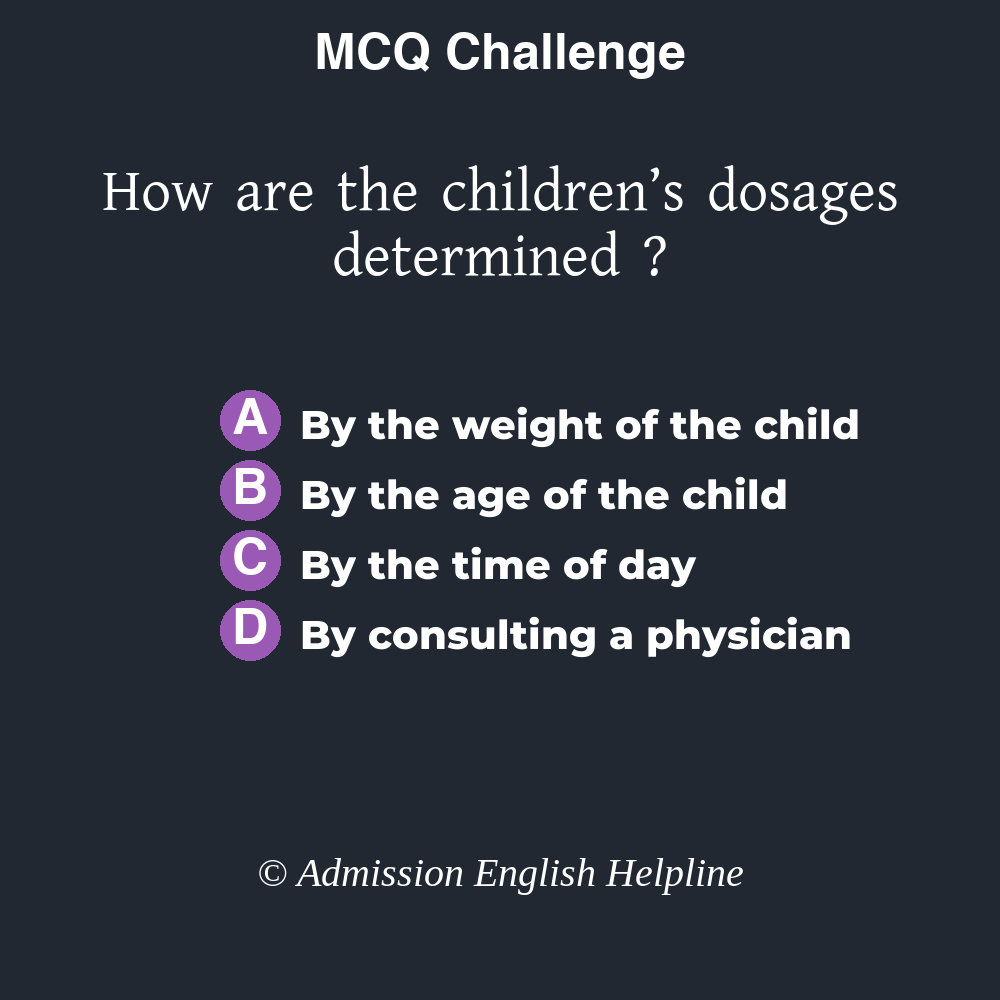 MCQ Challenge
How are the children’s dosages
determined ?
A By the weight of the child
B By the age of the child
C By the time of day
D By consulting a physician
© Admission English Helpline